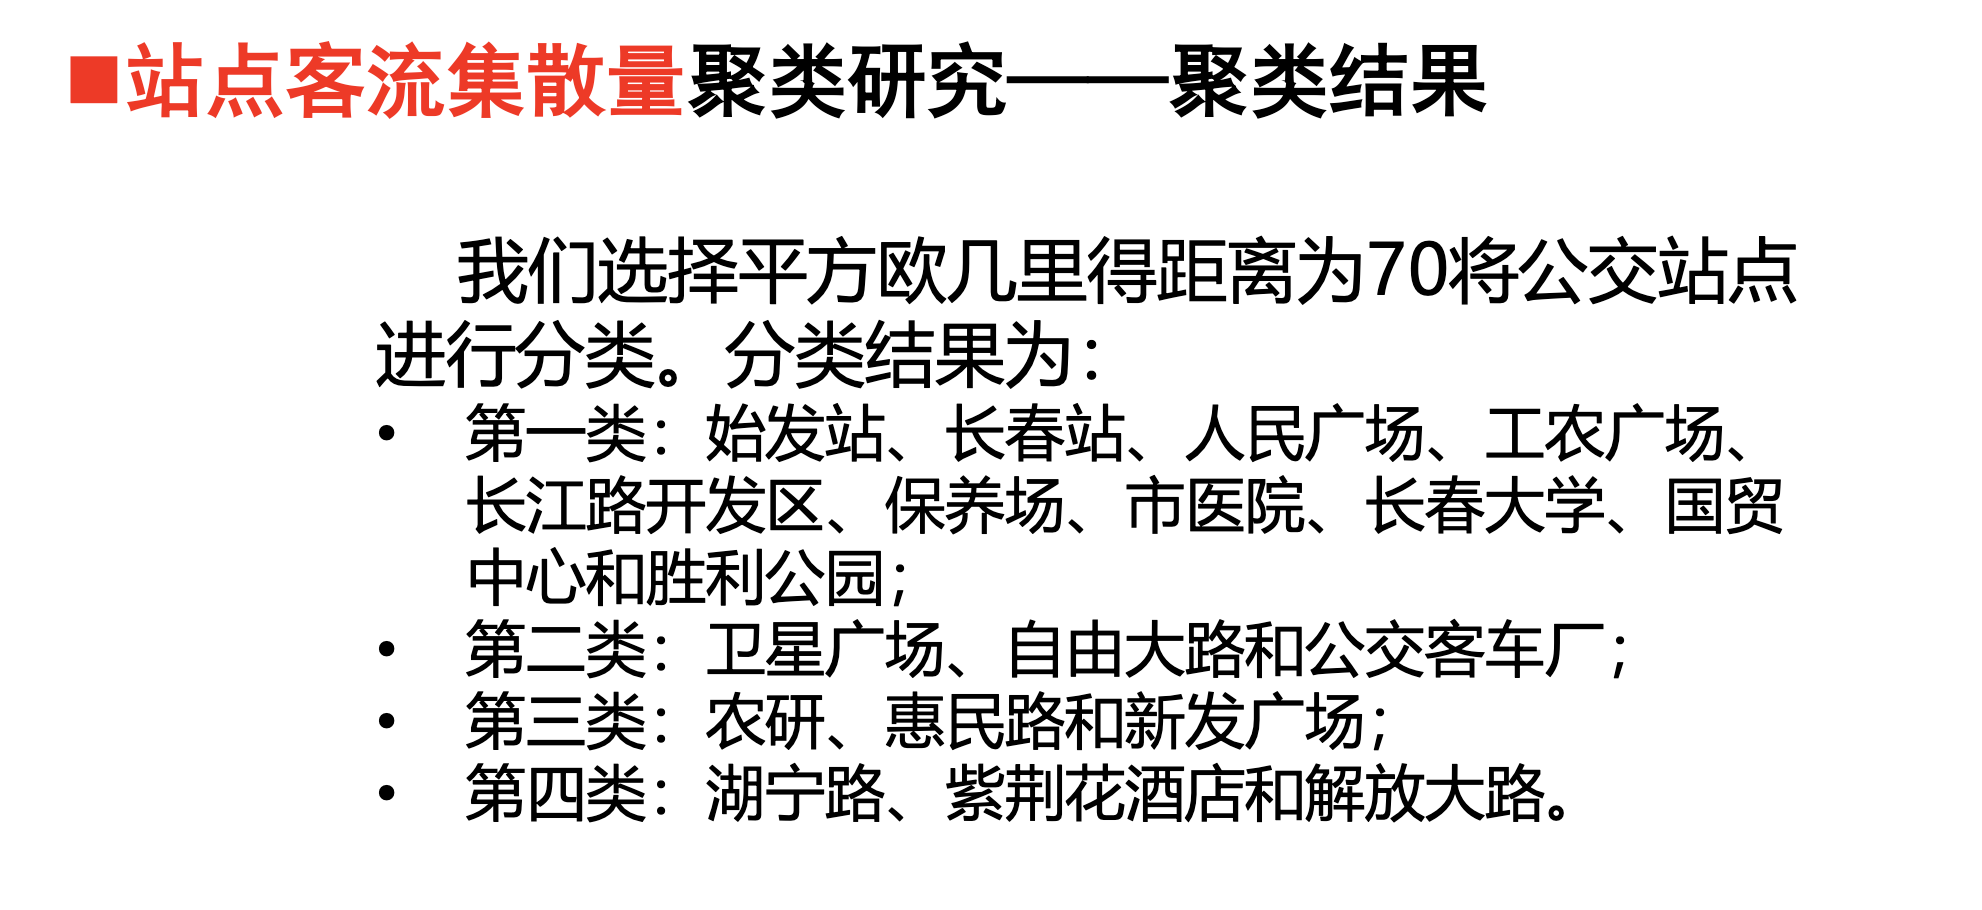 ■站点客流集散量聚类研究——聚类结果
我们选择平方欧几里得距离为70将公交站点
进行分类。分类结果为：
• 第一类：始发站、长春站、人民广场、工农广场、
长江路开发区、保养场、市医院、长春大学、国贸
中心和胜利公园；
• 第二类：卫星广场、自由大路和公交客车厂；
• 第三类：农研、惠民路和新发广场；
• 第四类：湖宁路、紫荆花酒店和解放大路。